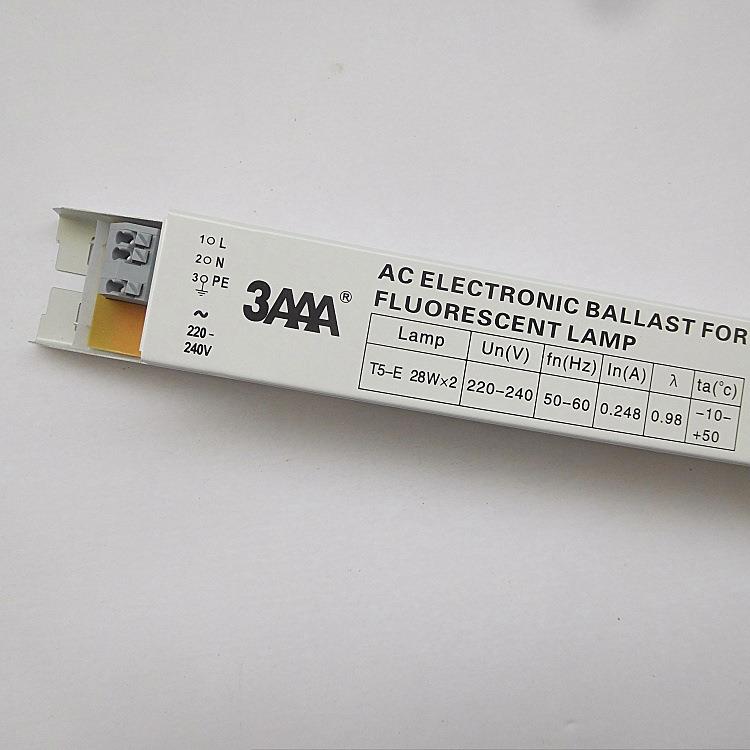 1 L
2 N
3 PE
~
220-
240V
3AAA®
AC ELECTRONIC BALLAST FOR
FLUORESCENT LAMP
Lamp Un(V) fn(Hz) In(A) λ ta(°c)
T5-E 28W×2 220-240 50-60 0.248 0.98 -10-
+50